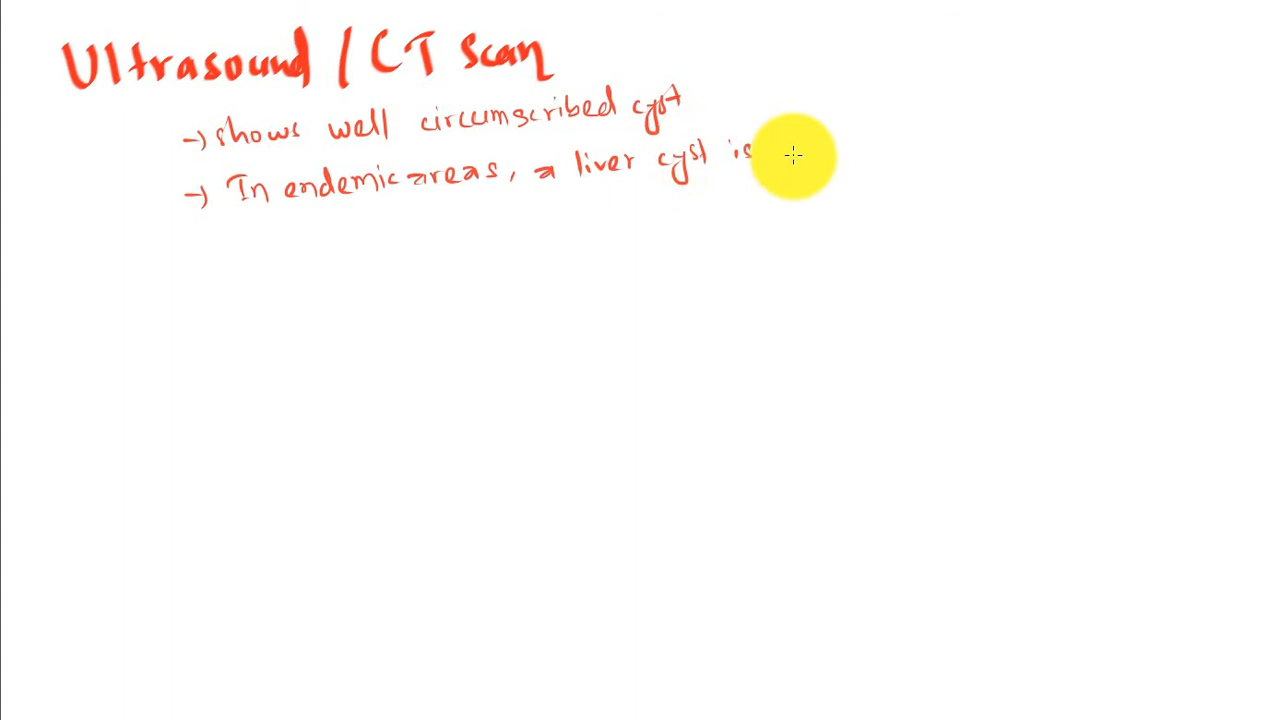 Ultrasound / CT scan
→ shows well circumscribed cyst
→ In endemic areas, a liver cyst is